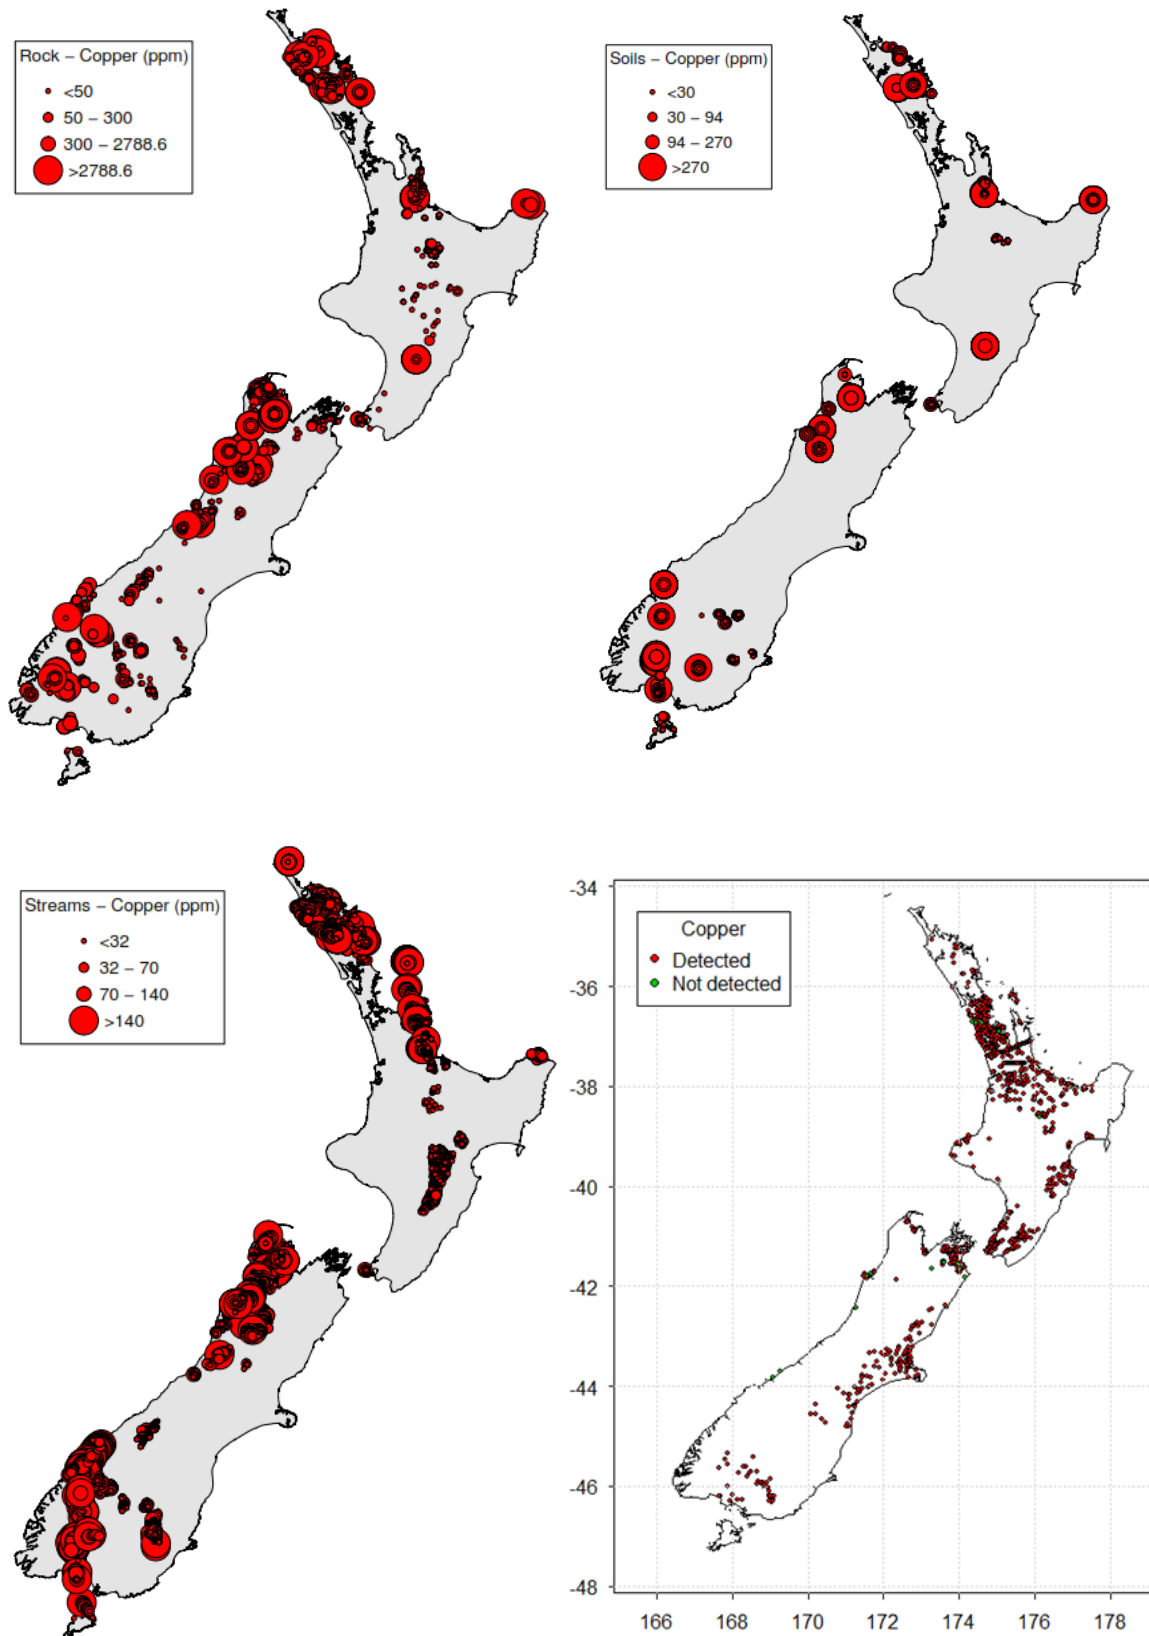 Rock – Copper (ppm)
<50
50 – 300
300 – 2788.6
>2788.6
Soils – Copper (ppm)
<30
30 – 94
94 – 270
>270
Streams – Copper (ppm)
<32
32 – 70
70 – 140
>140
Copper
Detected
Not detected
-34
-36
-38
-40
-42
-44
-46
-48
166 168 170 172 174 176 178